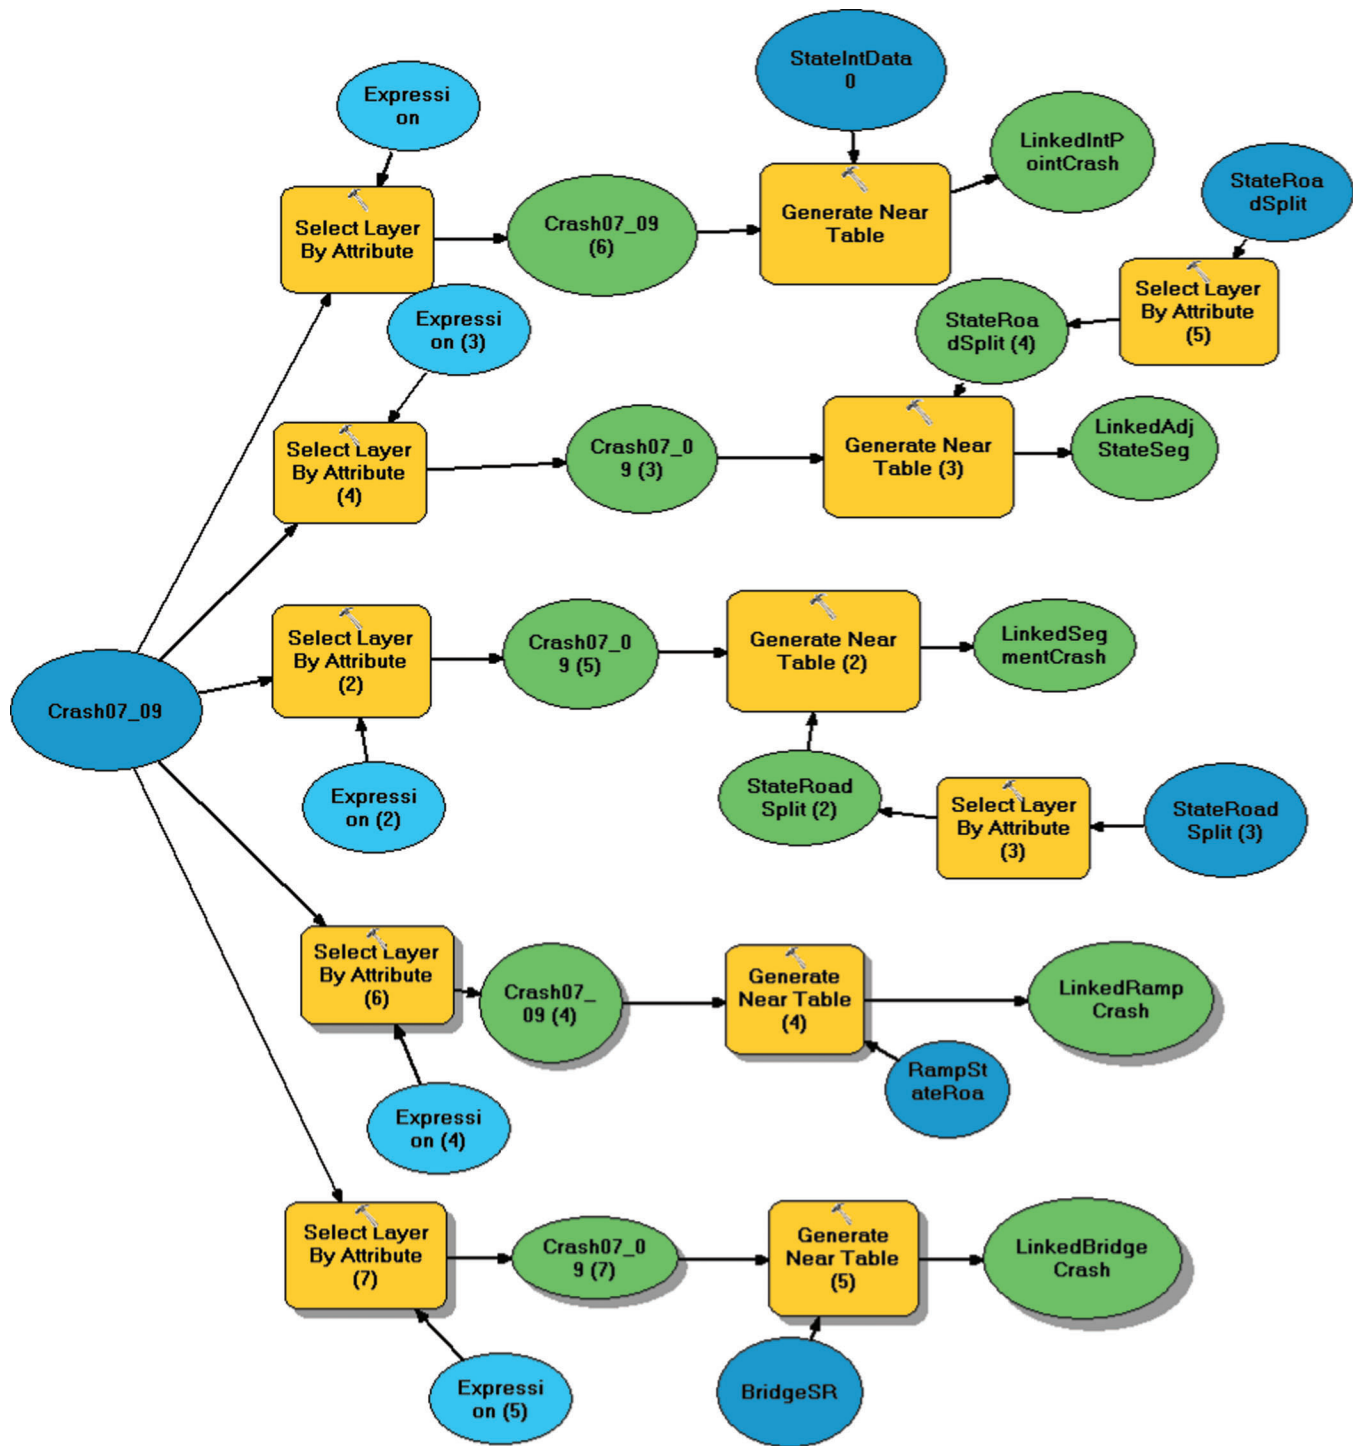 StateIntData
0
Expressi
on
LinkedIntP
ointCrash
StateRoa
dSplit
Select Layer
By Attribute
Crash07_09
(6)
Generate Near
Table
Select Layer
By Attribute
(5)
Expressi
on (3)
StateRoa
dSplit (4)
Select Layer
By Attribute
(4)
Crash07_0
9 (3)
Generate Near
Table (3)
LinkedAdj
StateSeg
Select Layer
By Attribute
(2)
Crash07_0
9 (5)
Generate Near
Table (2)
LinkedSeg
mentCrash
Crash07_09
Expressi
on (2)
StateRoad
Split (2)
Select Layer
By Attribute
(3)
StateRoad
Split (3)
Select Layer
By Attribute
(6)
Crash07_
09 (4)
Generate
Near Table
(4)
LinkedRamp
Crash
RampSt
ateRoa
Expressi
on (4)
Select Layer
By Attribute
(7)
Crash07_0
9 (7)
Generate
Near Table
(5)
LinkedBridge
Crash
Expressi
on (5)
BridgeSR